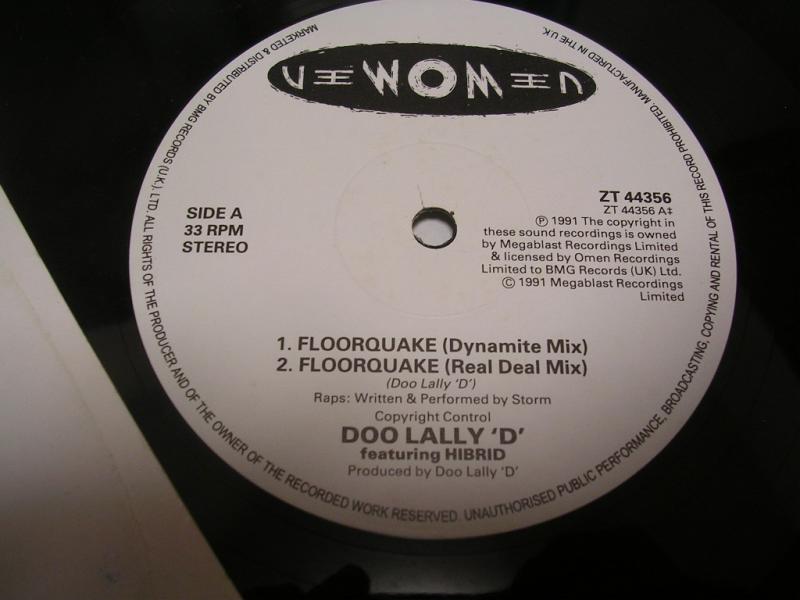 NEWOMEN
SIDE A
33 RPM
STEREO
ZT 44356
ZT 44356 A‡
℗ 1991 The copyright in
these sound recordings is owned
by Megablast Recordings Limited
& licensed by Omen Recordings
Limited to BMG Records (UK) Ltd.
© 1991 Megablast Recordings
Limited
1. FLOORQUAKE (Dynamite Mix)
2. FLOORQUAKE (Real Deal Mix)
(Doo Lally 'D')
Raps: Written & Performed by Storm
Copyright Control
DOO LALLY 'D'
featuring HIBRID
Produced by Doo Lally 'D'
MARKETED & DISTRIBUTED BY BMG RECORDS (U.K.) LTD. ALL RIGHTS OF THE PRODUCER AND OF THE OWNER OF THE RECORDED WORK RESERVED. UNAUTHORISED PUBLIC PERFORMANCE, BROADCASTING, COPYING AND RENTAL OF THIS RECORD PROHIBITED. MANUFACTURED IN THE U.K.